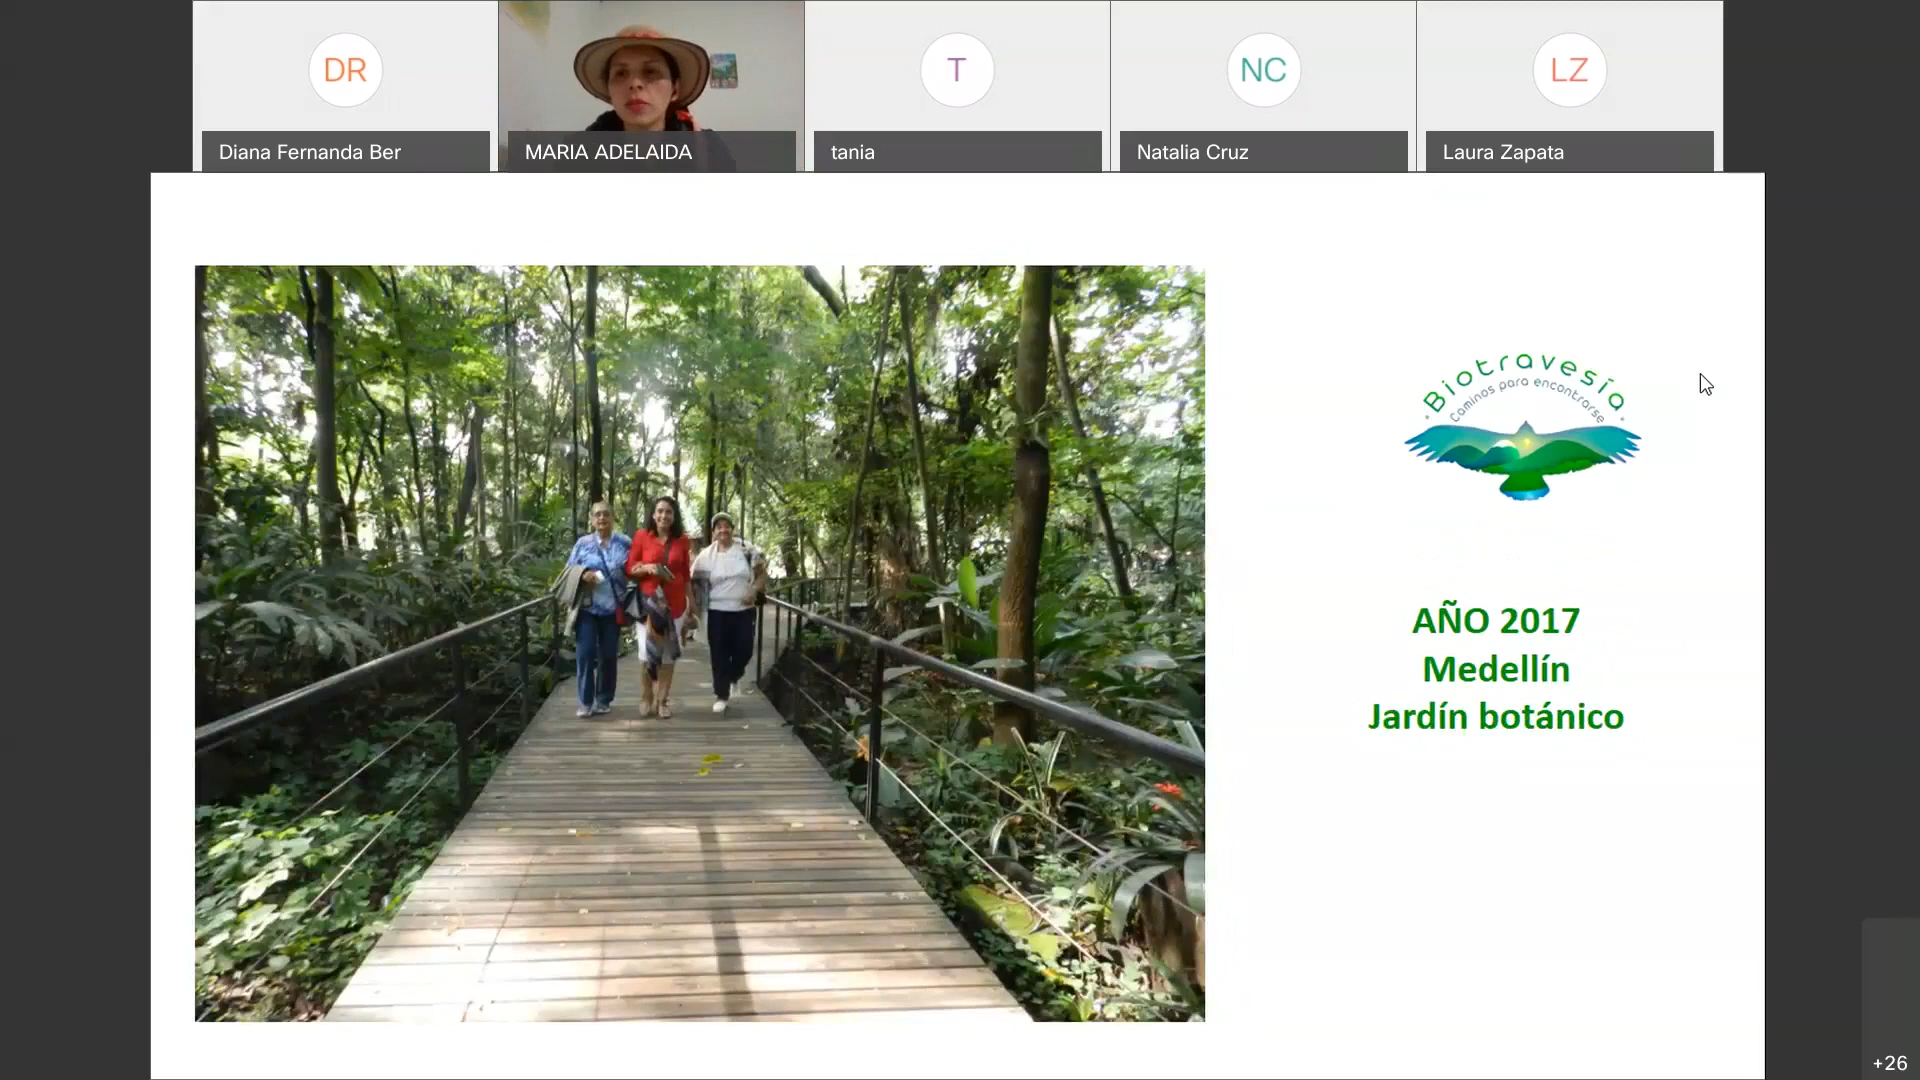 DR
T
NC
LZ
Diana Fernanda Ber
MARIA ADELAIDA
tania
Natalia Cruz
Laura Zapata
Biotravesía
Caminos para encontrarse
AÑO 2017
Medellín
Jardín botánico
+26